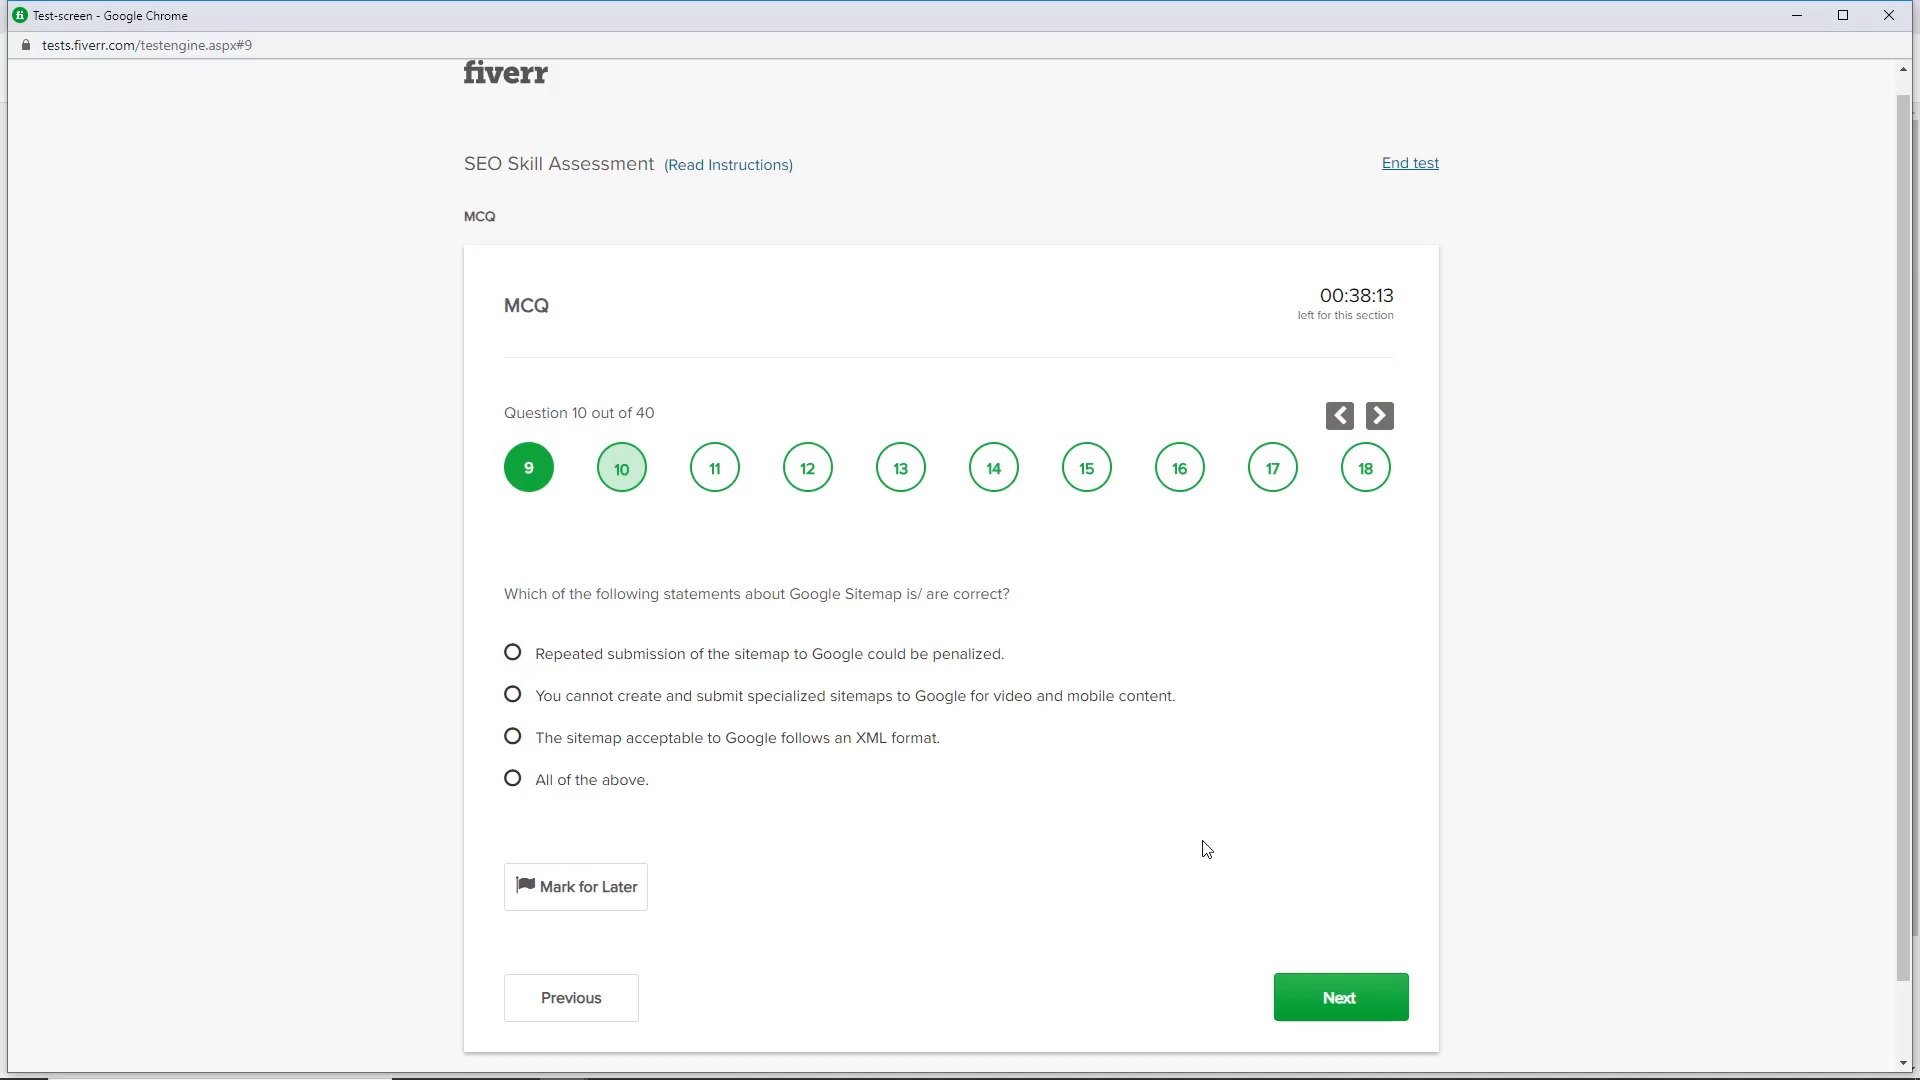 Test-screen - Google Chrome
tests.fiverr.com/testengine.aspx#9
fiverr
SEO Skill Assessment (Read Instructions)
End test
MCQ
MCQ
00:38:13
left for this section
Question 10 out of 40
9 10 11 12 13 14 15 16 17 18
Which of the following statements about Google Sitemap is/ are correct?
Repeated submission of the sitemap to Google could be penalized.
You cannot create and submit specialized sitemaps to Google for video and mobile content.
The sitemap acceptable to Google follows an XML format.
All of the above.
Mark for Later
Previous
Next